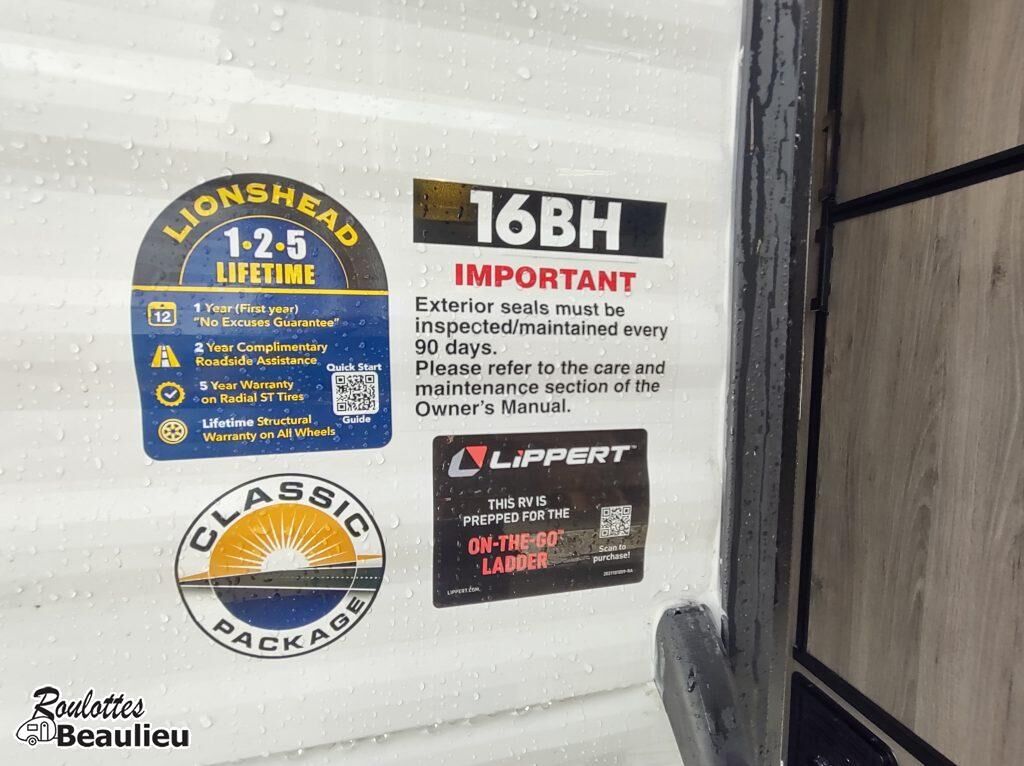 LIONSHEAD
1•2•5
LIFETIME
12
1 Year (First year)
"No Excuses Guarantee"
2 Year Complimentary
Roadside Assistance
5 Year Warranty
on Radial ST Tires
Lifetime Structural
Warranty on All Wheels
Quick Start
Guide
16BH
IMPORTANT
Exterior seals must be
inspected/maintained every
90 days.
Please refer to the care and
maintenance section of the
Owner's Manual.
CLASSIC
PACKAGE
LIPPERT™
THIS RV IS
PREPPED FOR THE
ON-THE-GO™
LADDER
Scan to
purchase!
LIPPERT.COM
Roulottes
Beaulieu